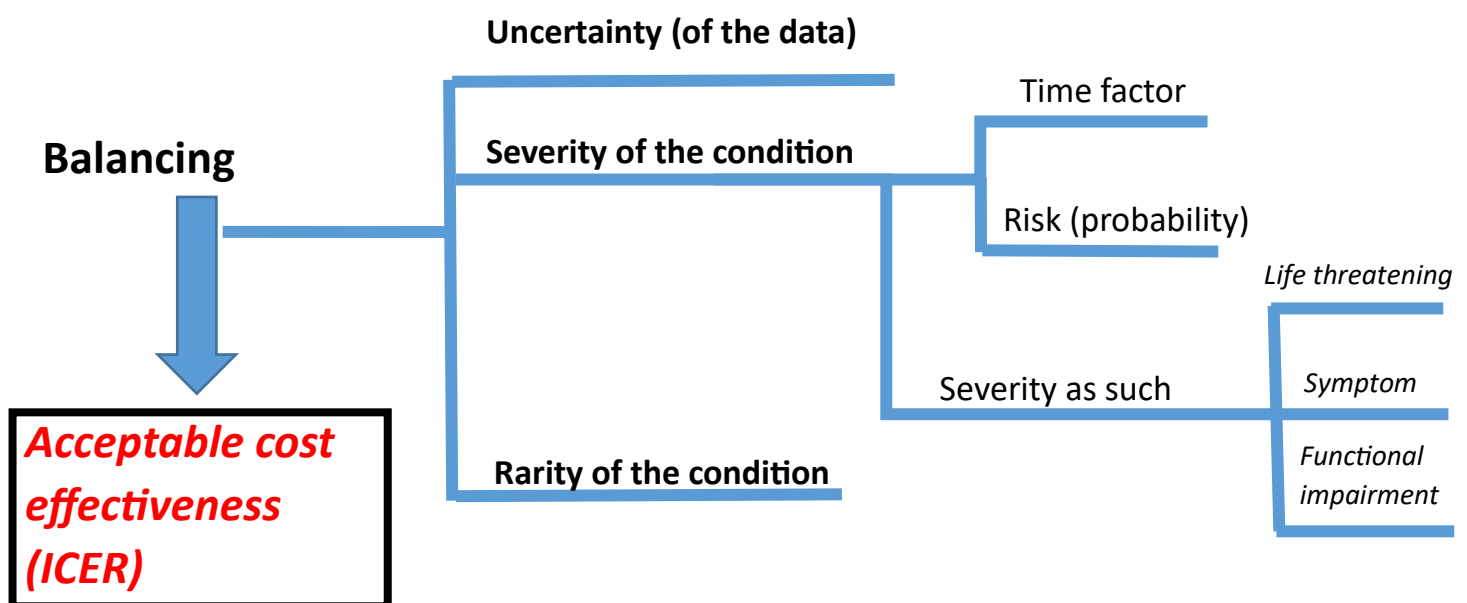 Uncertainty (of the data)
Time factor
Balancing
Severity of the condition
Risk (probability)
Life threatening
Severity as such
Symptom
Acceptable cost
effectiveness
(ICER)
Rarity of the condition
Functional
impairment